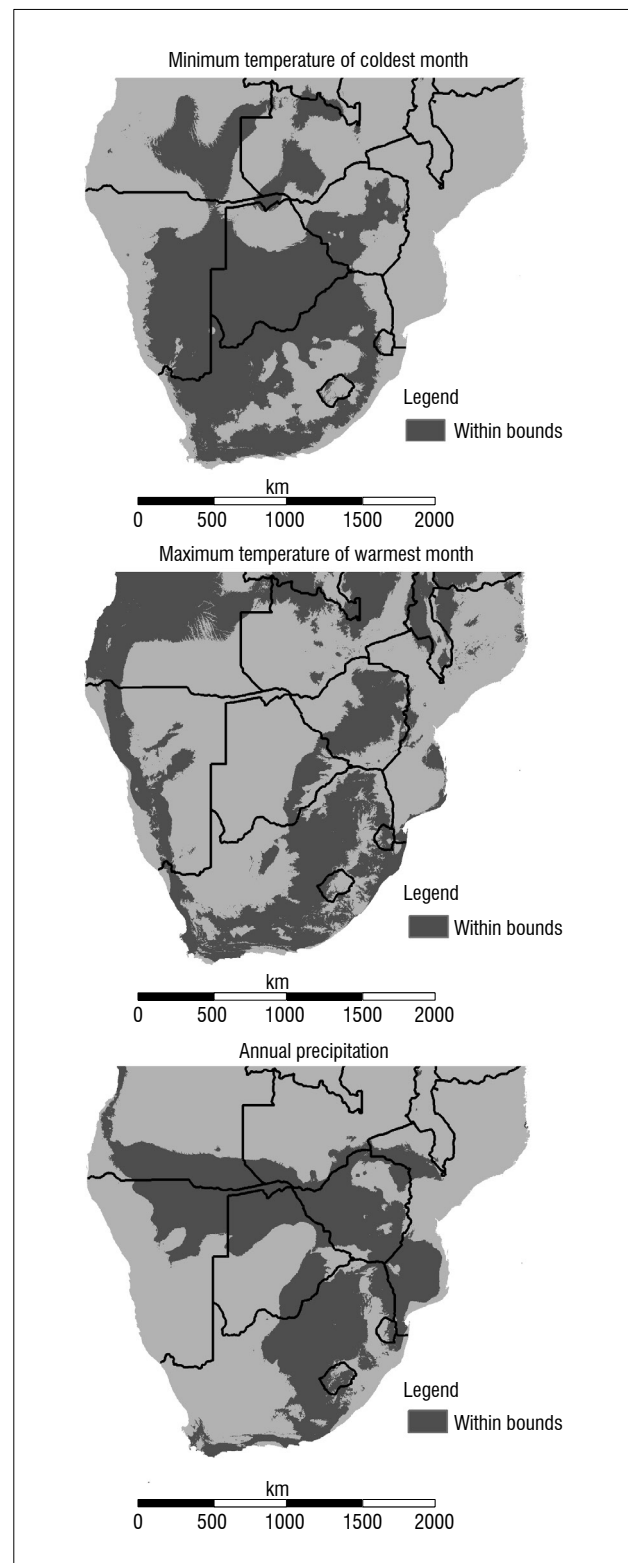 Minimum temperature of coldest month
Legend
Within bounds
km
0 500 1000 1500 2000
Maximum temperature of warmest month
Legend
Within bounds
km
0 500 1000 1500 2000
Annual precipitation
Legend
Within bounds
km
0 500 1000 1500 2000